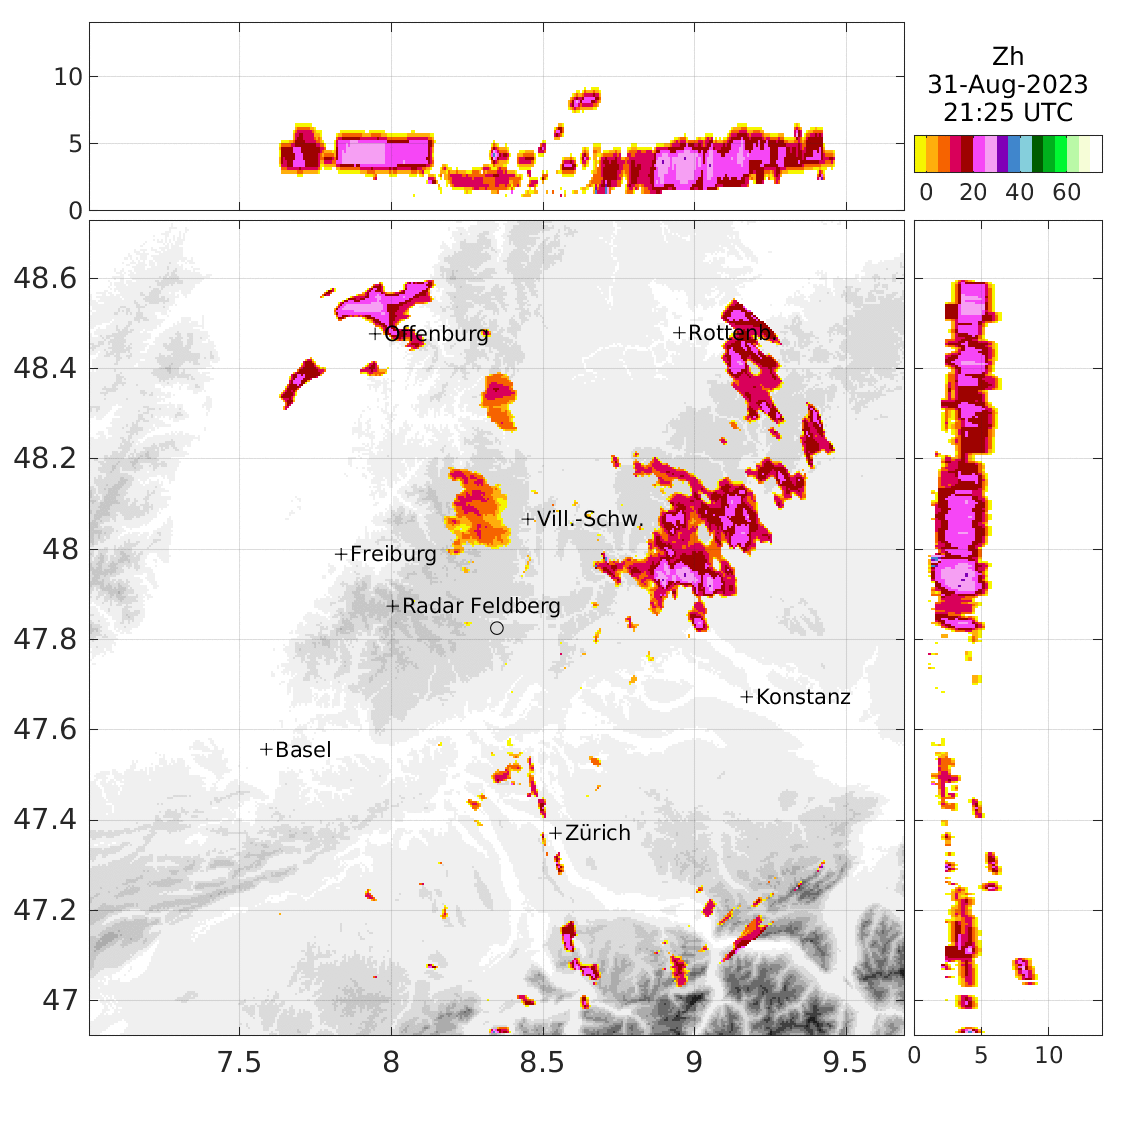 Zh
31-Aug-2023
21:25 UTC
0 20 40 60
10
5
0
48.6
48.4
48.2
48
47.8
47.6
47.4
47.2
47
Offenburg
Rottenb.
Vill.-Schw.
Freiburg
Radar Feldberg
Konstanz
Basel
Zürich
7.5 8 8.5 9 9.5
0 5 10